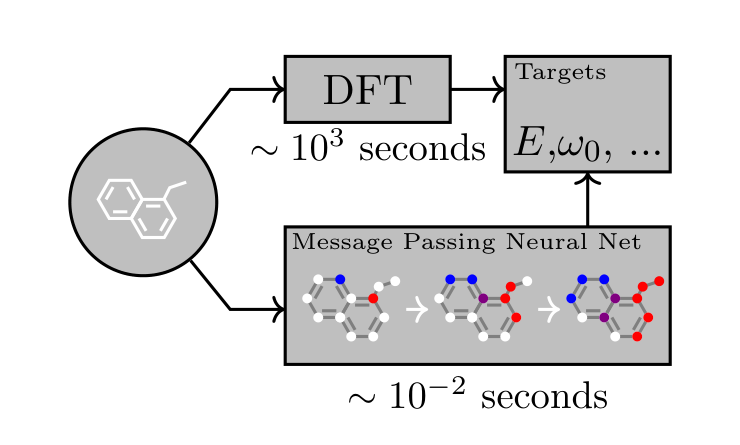 DFT
Targets
E,ω₀, ...
∼ 10³ seconds
Message Passing Neural Net
∼ 10⁻² seconds